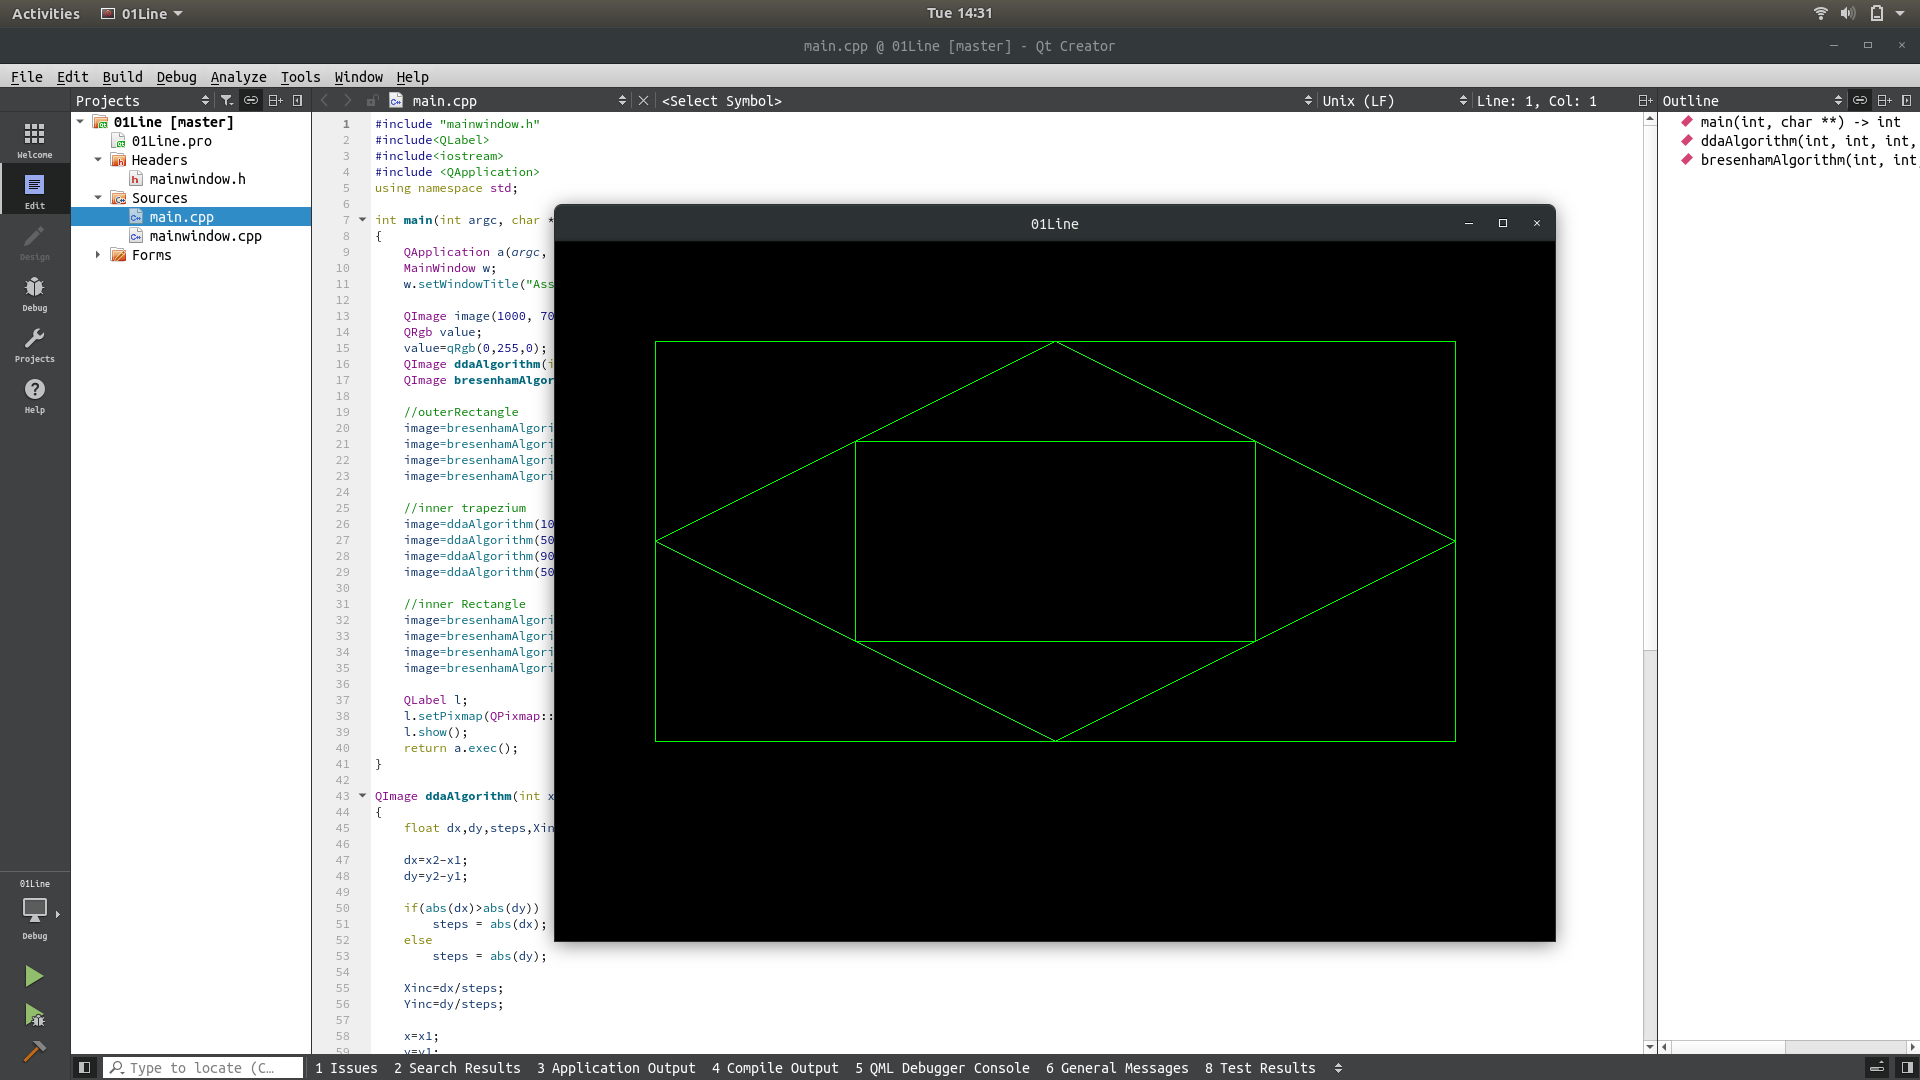 Activities 01Line Tue 14:31
main.cpp @ 01Line [master] - Qt Creator
File Edit Build Debug Analyze Tools Window Help
Projects main.cpp <Select Symbol> Unix (LF) Line: 1, Col: 1 Outline
Welcome
Edit
Design
Debug
Projects
Help
01Line
Debug
01Line [master]
01Line.pro
Headers
mainwindow.h
Sources
main.cpp
mainwindow.cpp
Forms
1 #include "mainwindow.h"
2 #include<QLabel>
3 #include<iostream>
4 #include <QApplication>
5 using namespace std;
6
7 int main(int argc, char *
8 {
9 QApplication a(argc,
10 MainWindow w;
11 w.setWindowTitle("Ass
12
13 QImage image(1000, 70
14 QRgb value;
15 value=qRgb(0,255,0);
16 QImage ddaAlgorithm(i
17 QImage bresenhamAlgor
18
19 //outerRectangle
20 image=bresenhamAlgori
21 image=bresenhamAlgori
22 image=bresenhamAlgori
23 image=bresenhamAlgori
24
25 //inner trapezium
26 image=ddaAlgorithm(10
27 image=ddaAlgorithm(50
28 image=ddaAlgorithm(90
29 image=ddaAlgorithm(50
30
31 //inner Rectangle
32 image=bresenhamAlgori
33 image=bresenhamAlgori
34 image=bresenhamAlgori
35 image=bresenhamAlgori
36
37 QLabel l;
38 l.setPixmap(QPixmap::
39 l.show();
40 return a.exec();
41 }
42
43 QImage ddaAlgorithm(int x
44 {
45 float dx,dy,steps,Xin
46
47 dx=x2-x1;
48 dy=y2-y1;
49
50 if(abs(dx)>abs(dy))
51 steps = abs(dx);
52 else
53 steps = abs(dy);
54
55 Xinc=dx/steps;
56 Yinc=dy/steps;
57
58 x=x1;
59 y=y1;
01Line
main(int, char **) -> int
ddaAlgorithm(int, int, int,
bresenhamAlgorithm(int, int
Type to locate (C... 1 Issues 2 Search Results 3 Application Output 4 Compile Output 5 QML Debugger Console 6 General Messages 8 Test Results